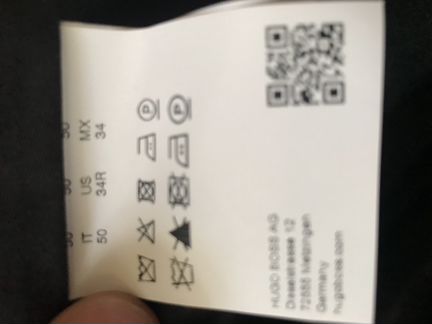 IT
50
US
34R
MX
34
HUGO BOSS AG
Dieselstrasse 12
72555 Metzingen
Germany
hugoboss.com